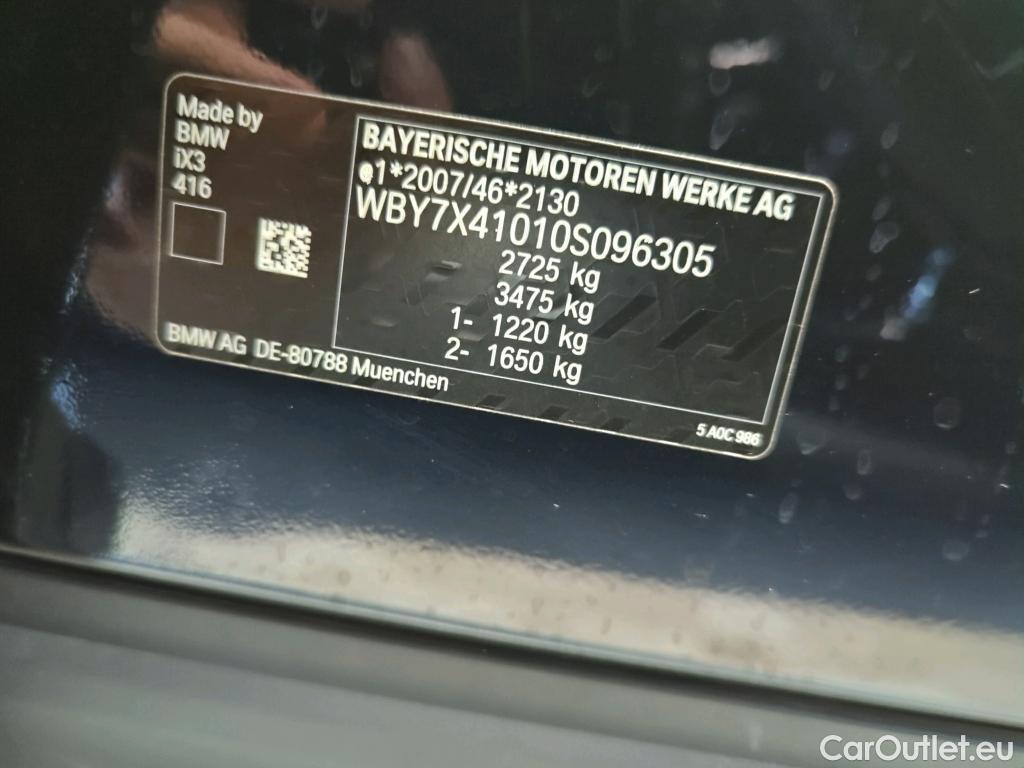 Made by
BMW
iX3
416
BAYERISCHE MOTOREN WERKE AG
e1*2007/46*2130
WBY7X41010S096305
2725 kg
3475 kg
1- 1220 kg
2- 1650 kg
BMW AG DE-80788 Muenchen
5 A0C 986
CarOutlet.eu